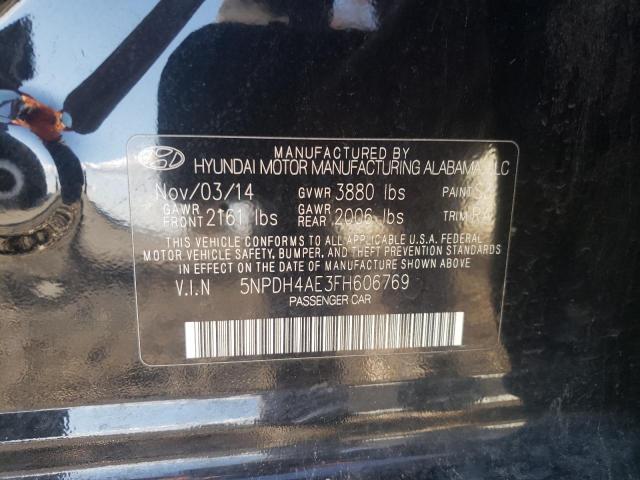 MANUFACTURED BY
HYUNDAI MOTOR MANUFACTURING ALABAMA, LLC
Nov/03/14 GVWR 3880 lbs PAINT
GAWR FRONT 2161 lbs GAWR REAR 2006 lbs TRIM
THIS VEHICLE CONFORMS TO ALL APPLICABLE U.S.A. FEDERAL
MOTOR VEHICLE SAFETY, BUMPER, AND THEFT PREVENTION STANDARDS
IN EFFECT ON THE DATE OF MANUFACTURE SHOWN ABOVE.
V.I.N 5NPDH4AE3FH606769
PASSENGER CAR